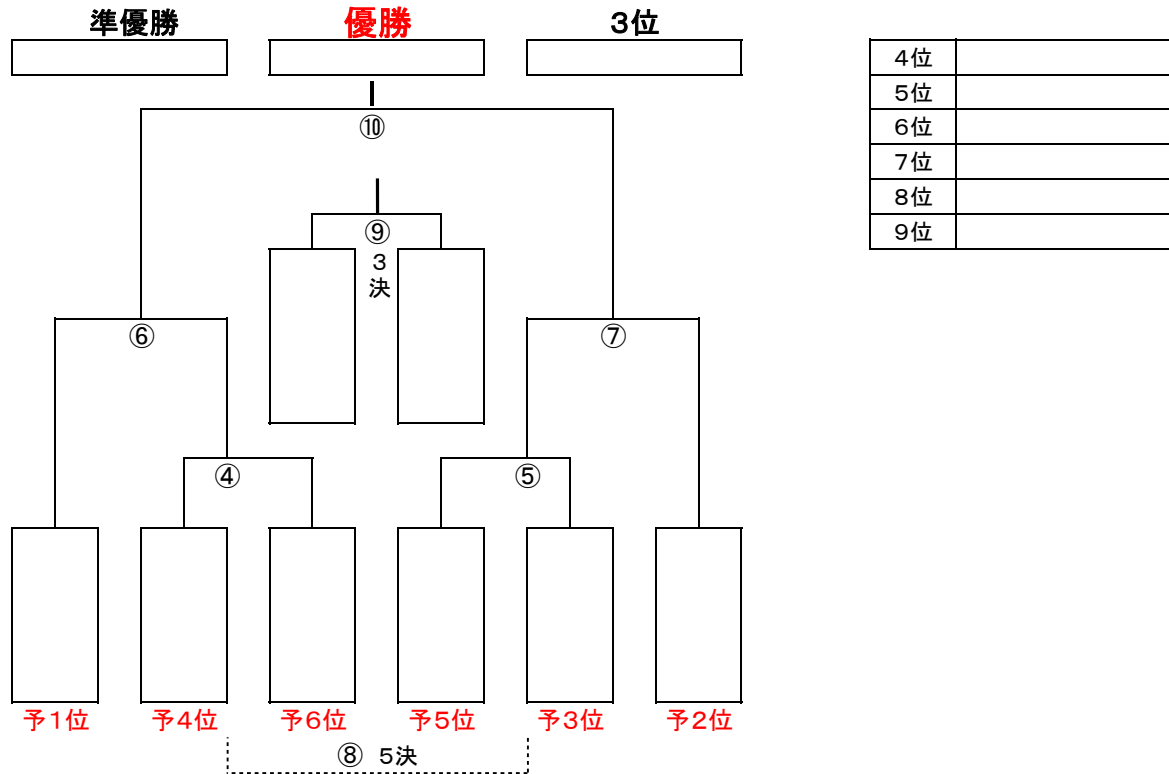 準優勝 優勝 3位
4位
5位
6位
7位
8位
9位
⑩
⑨
3
決
⑥ ⑦
④ ⑤
予1位 予4位 予6位 予5位 予3位 予2位
⑧ 5決